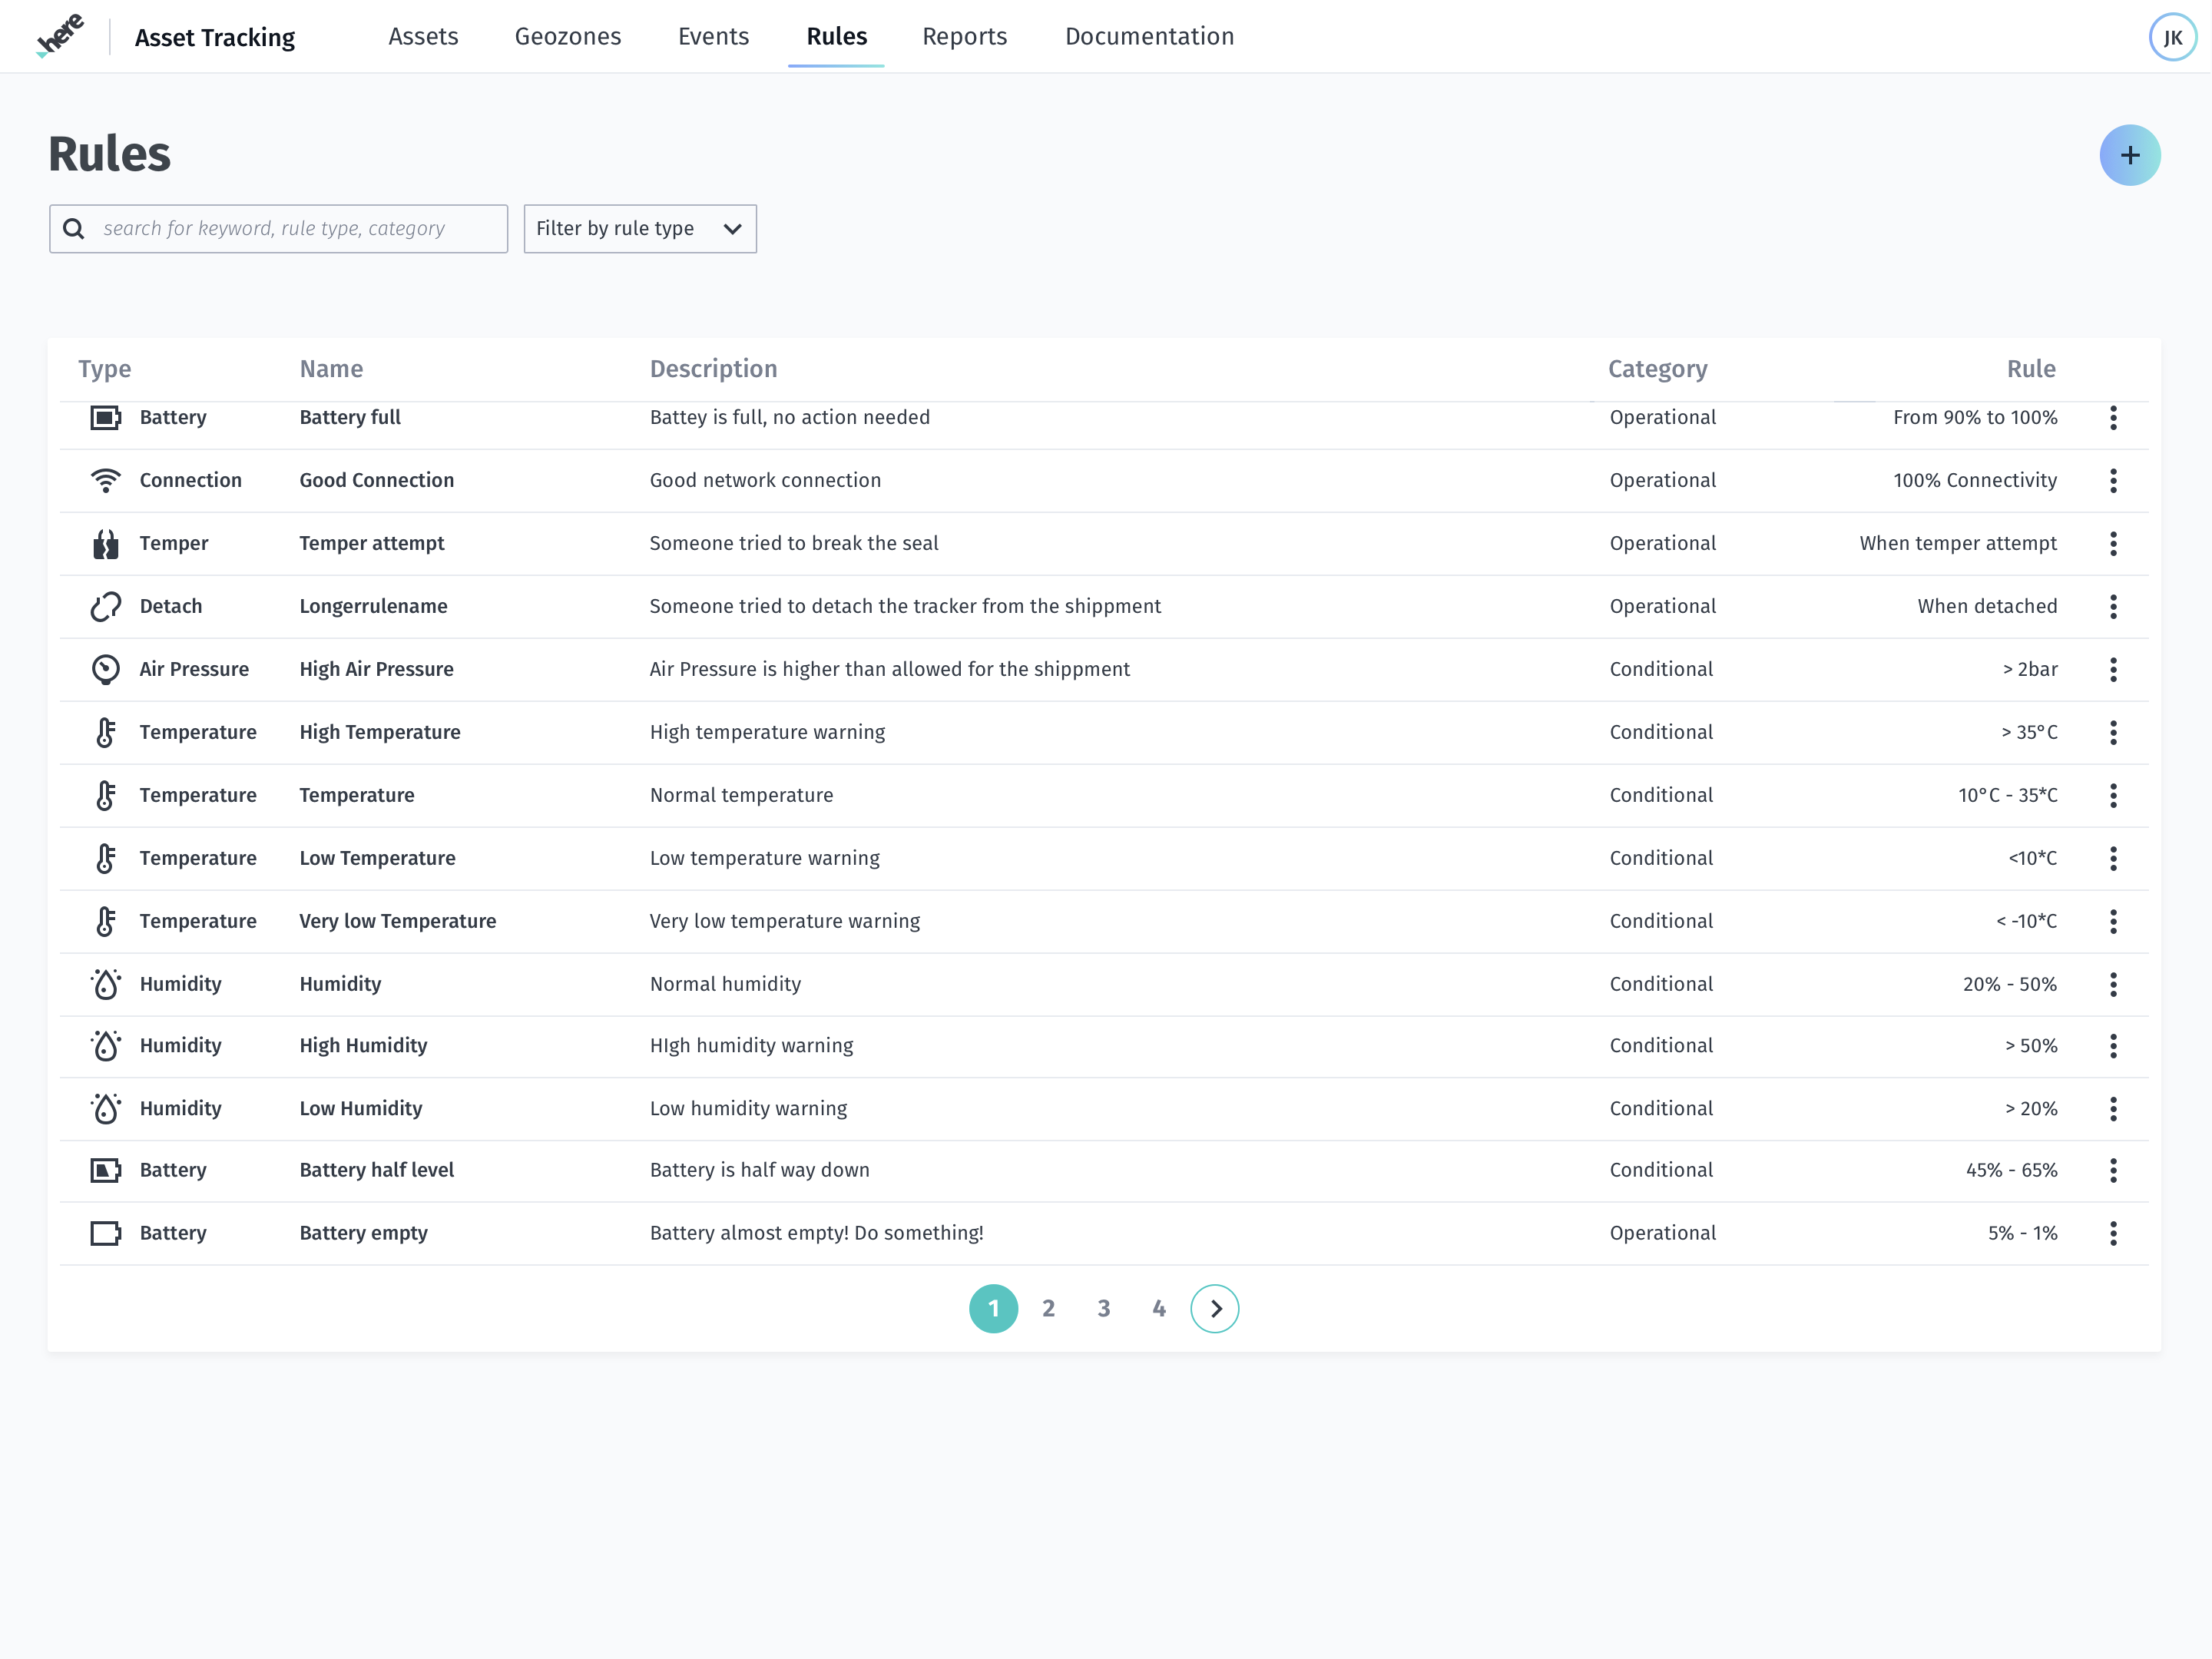 here Asset Tracking Assets Geozones Events Rules Reports Documentation JK
Rules
+
search for keyword, rule type, category Filter by rule type
Type Name Description Category Rule
Battery Battery full Battey is full, no action needed Operational From 90% to 100%
Connection Good Connection Good network connection Operational 100% Connectivity
Temper Temper attempt Someone tried to break the seal Operational When temper attempt
Detach Longerrulename Someone tried to detach the tracker from the shippment Operational When detached
Air Pressure High Air Pressure Air Pressure is higher than allowed for the shippment Conditional > 2bar
Temperature High Temperature High temperature warning Conditional > 35°C
Temperature Temperature Normal temperature Conditional 10°C - 35*C
Temperature Low Temperature Low temperature warning Conditional <10*C
Temperature Very low Temperature Very low temperature warning Conditional < -10*C
Humidity Humidity Normal humidity Conditional 20% - 50%
Humidity High Humidity HIgh humidity warning Conditional > 50%
Humidity Low Humidity Low humidity warning Conditional > 20%
Battery Battery half level Battery is half way down Conditional 45% - 65%
Battery Battery empty Battery almost empty! Do something! Operational 5% - 1%
1 2 3 4